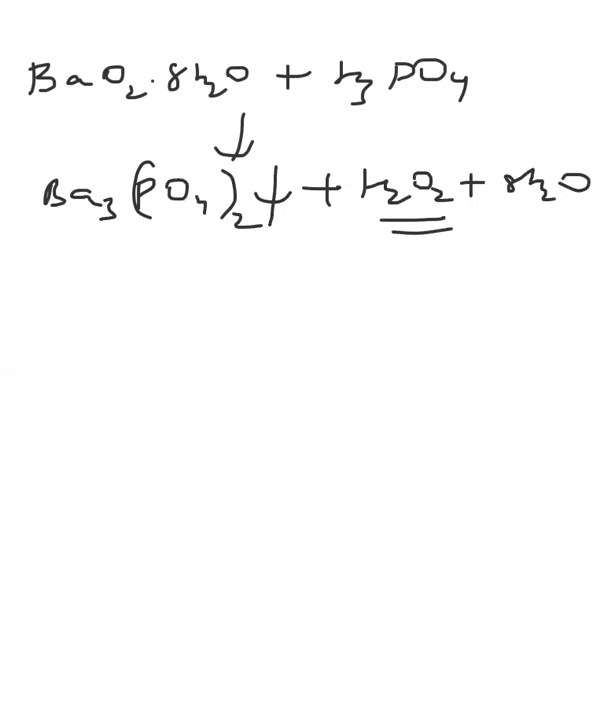 BaO₂·8H₂O + H₃PO₄
↓
Ba₃(PO₄)₂↓ + H₂O₂ + 8H₂O